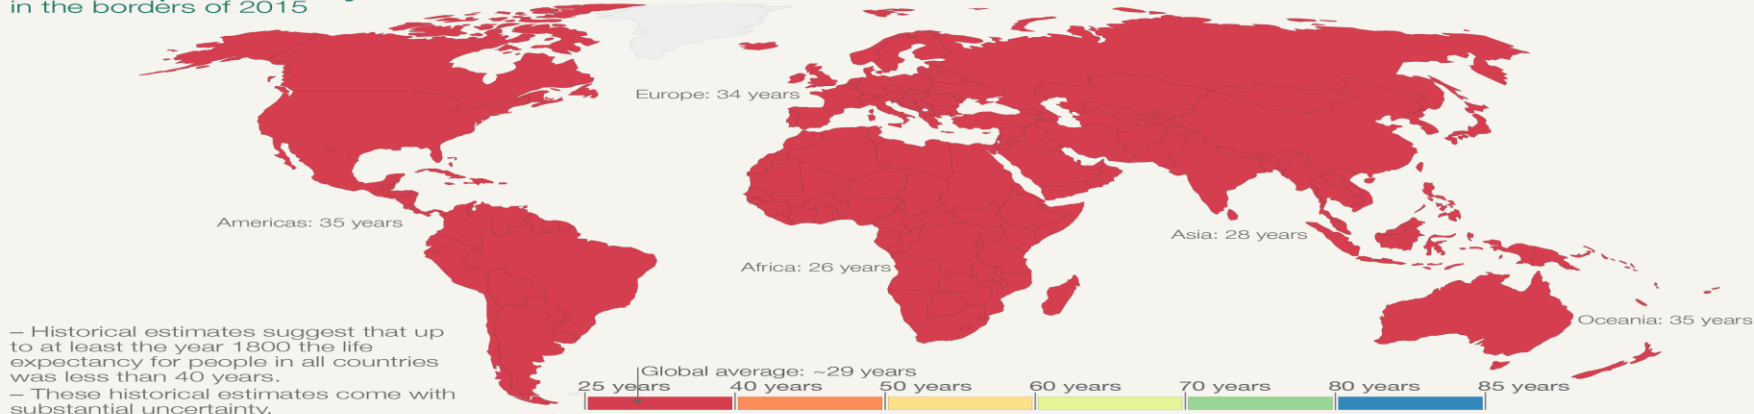 in the borders of 2015
Europe: 34 years
Americas: 35 years
Asia: 28 years
Africa: 26 years
Oceania: 35 years
– Historical estimates suggest that up
to at least the year 1800 the life
expectancy for people in all countries
was less than 40 years.
– These historical estimates come with
substantial uncertainty.
Global average: ~29 years
25 years 40 years 50 years 60 years 70 years 80 years 85 years